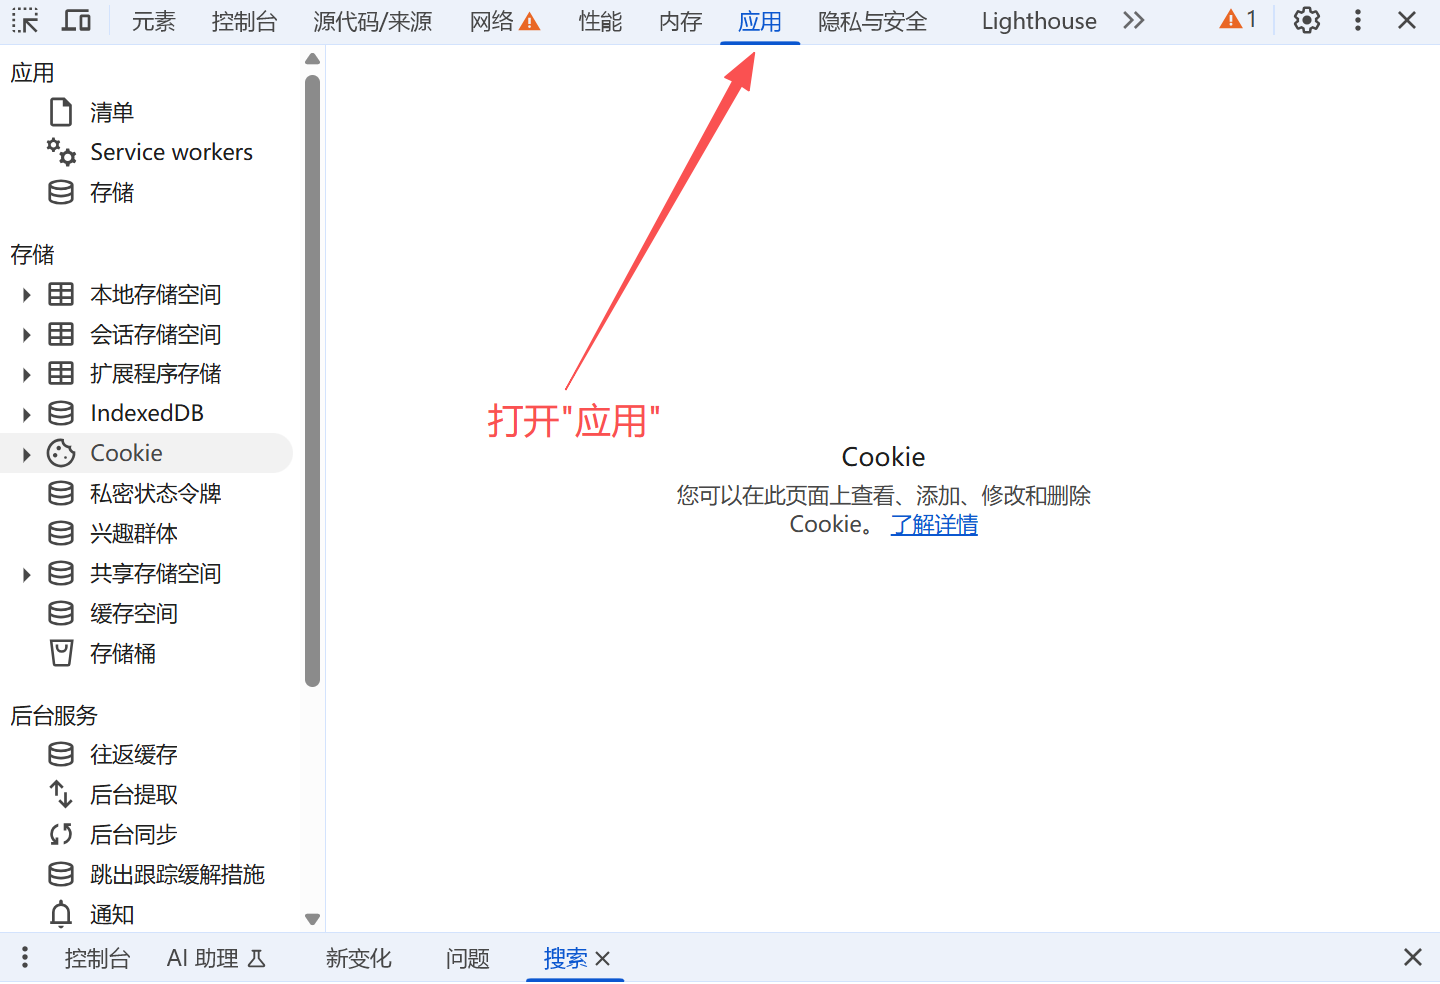 元素 控制台 源代码/来源 网络 性能 内存 应用 隐私与安全 Lighthouse 1
应用
清单
Service workers
存储
存储
本地存储空间
会话存储空间
扩展程序存储
IndexedDB
Cookie
私密状态令牌
兴趣群体
共享存储空间
缓存空间
存储桶
后台服务
往返缓存
后台提取
后台同步
跳出跟踪缓解措施
通知
打开"应用"
Cookie
您可以在此页面上查看、添加、修改和删除
Cookie。 了解详情
控制台 AI 助理 新变化 问题 搜索